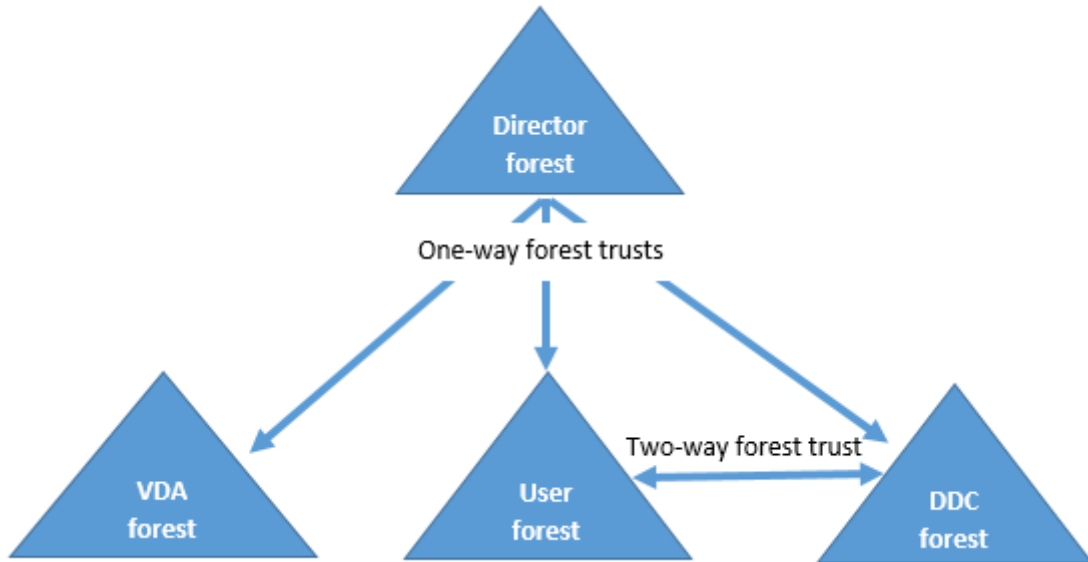 Director
forest
One-way forest trusts
Two-way forest trust
VDA
forest
User
forest
DDC
forest